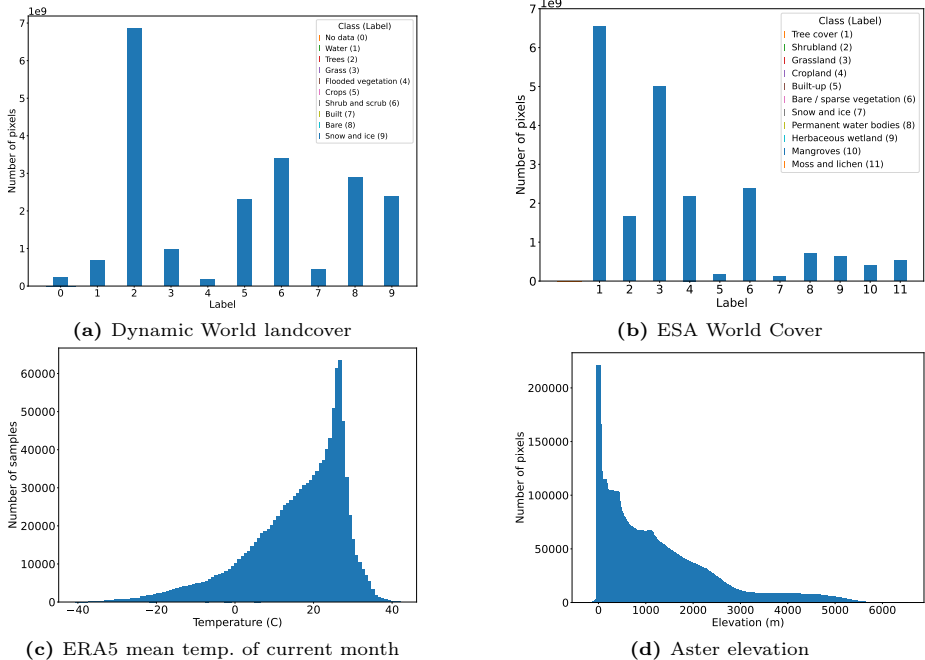 1e9
7
6
5
4
3
2
1
0
Number of pixels
Class (Label)
No data (0)
Water (1)
Trees (2)
Grass (3)
Flooded vegetation (4)
Crops (5)
Shrub and scrub (6)
Built (7)
Bare (8)
Snow and ice (9)
0 1 2 3 4 5 6 7 8 9
Label
(a) Dynamic World landcover
1e9
7
6
5
4
3
2
1
0
Number of pixels
Class (Label)
Tree cover (1)
Shrubland (2)
Grassland (3)
Cropland (4)
Built-up (5)
Bare / sparse vegetation (6)
Snow and ice (7)
Permanent water bodies (8)
Herbaceous wetland (9)
Mangroves (10)
Moss and lichen (11)
1 2 3 4 5 6 7 8 9 10 11
Label
(b) ESA World Cover
60000
50000
40000
30000
20000
10000
0
Number of samples
−40 −20 0 20 40
Temperature (C)
(c) ERA5 mean temp. of current month
200000
150000
100000
50000
0
Number of pixels
0 1000 2000 3000 4000 5000 6000
Elevation (m)
(d) Aster elevation